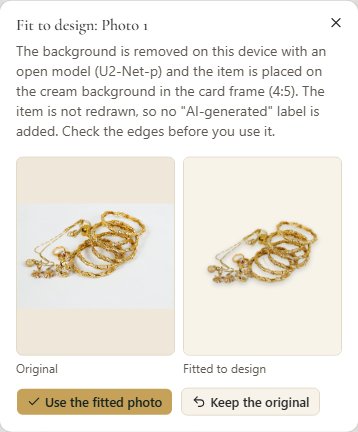 Fit to design: Photo 1
The background is removed on this device with an
open model (U2-Net-p) and the item is placed on
the cream background in the card frame (4:5). The
item is not redrawn, so no "AI-generated" label is
added. Check the edges before you use it.
Original
Fitted to design
Use the fitted photo
Keep the original